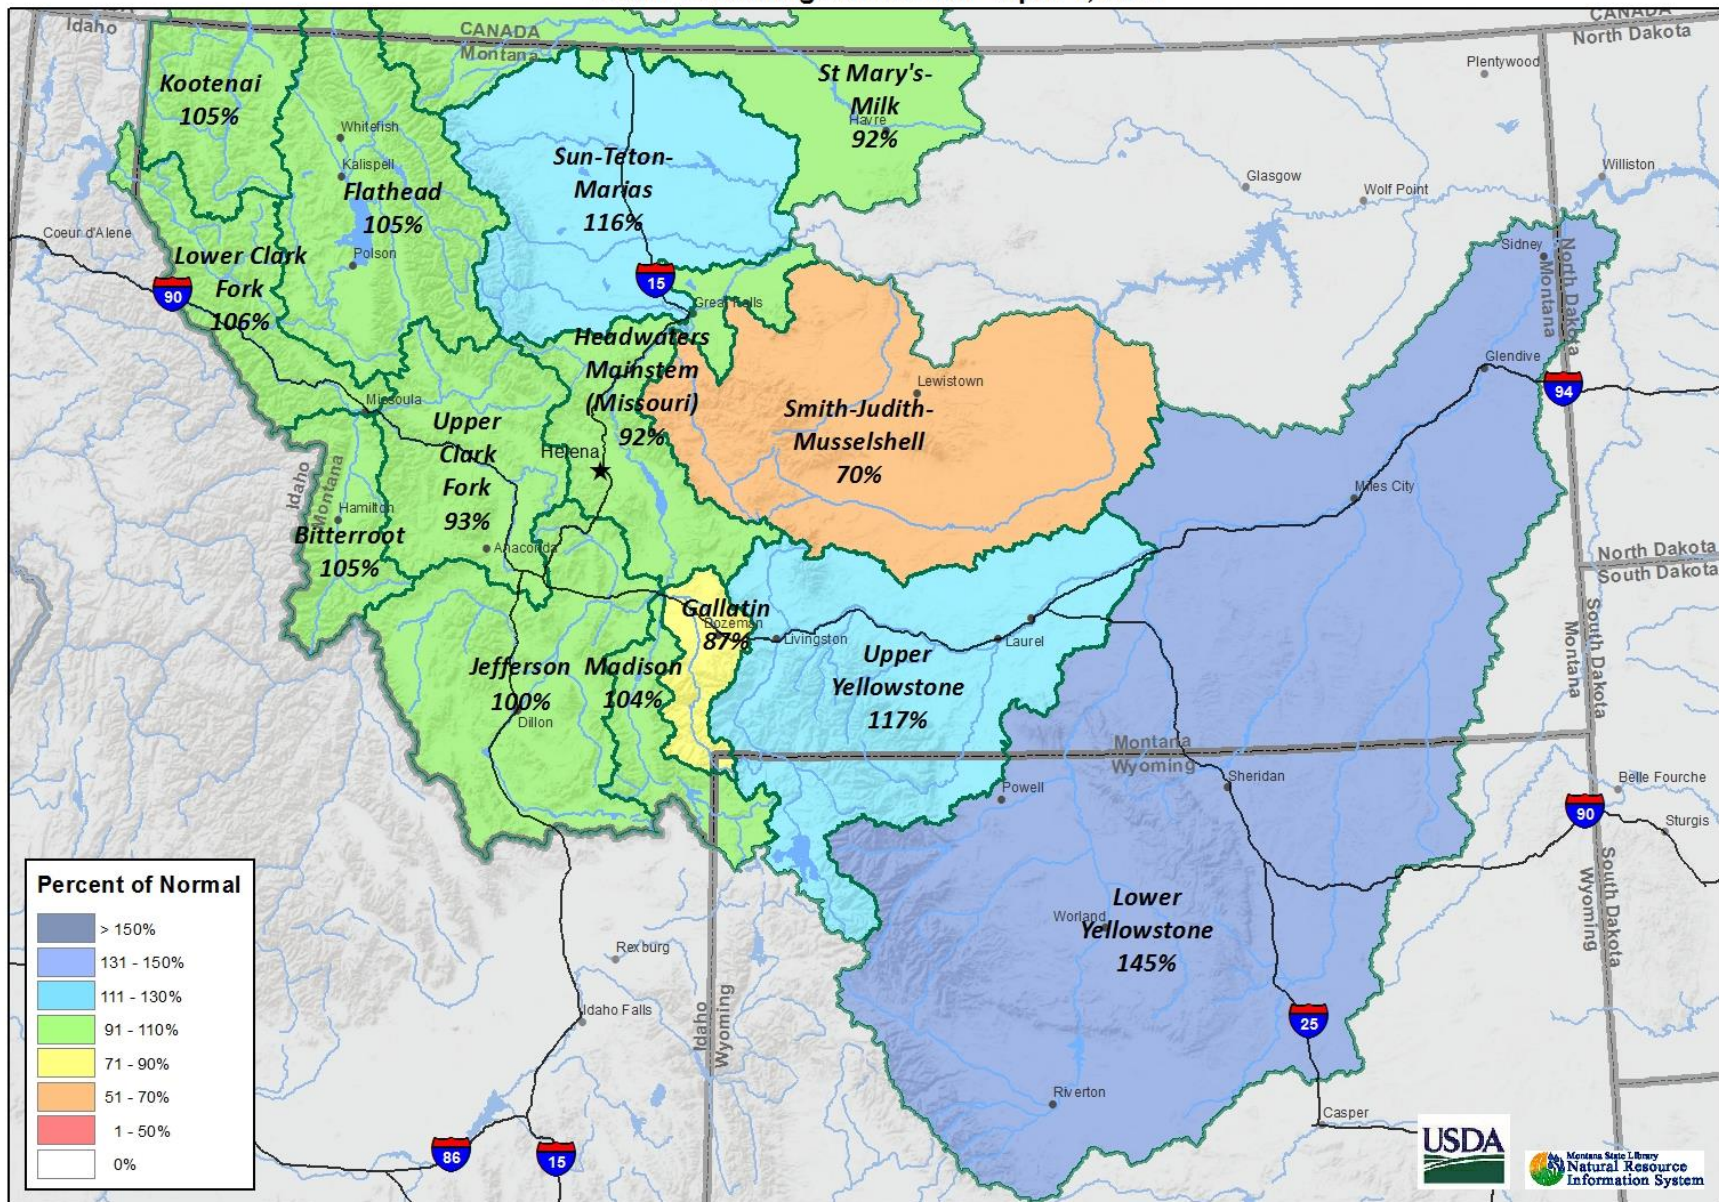 CANADA
Idaho
CANADA
Montana
CANADA
North Dakota
Plentywood
Kootenai
105%
St Mary's-
Milk
Havre
92%
Whitefish
Kalispell
Flathead
105%
Sun-Teton-
Marias
116%
Glasgow
Wolf Point
Williston
Coeur d'Alene
Polson
Lower Clark
Fork
106%
90
15
Great Falls
Sidney
North Dakota
Montana
Headwaters
Mainstem
(Missouri)
92%
Lewistown
Smith-Judith-
Musselshell
70%
Glendive
94
Missoula
Upper
Clark
Fork
93%
Helena
Miles City
Idaho
Montana
Hamilton
Bitterroot
105%
Anaconda
North Dakota
South Dakota
Gallatin
Bozeman
87%
Livingston
Laurel
South Dakota
Montana
Jefferson
100%
Dillon
Madison
104%
Upper
Yellowstone
117%
Montana
Wyoming
Powell
Sheridan
Belle Fourche
90
Sturgis
South Dakota
Wyoming
Percent of Normal
> 150%
131 - 150%
111 - 130%
91 - 110%
71 - 90%
51 - 70%
1 - 50%
0%
Rexburg
Idaho Falls
Idaho
Wyoming
Worland
Lower
Yellowstone
145%
25
Riverton
Casper
86
15
USDA
Montana State Library
Natural Resource
Information System